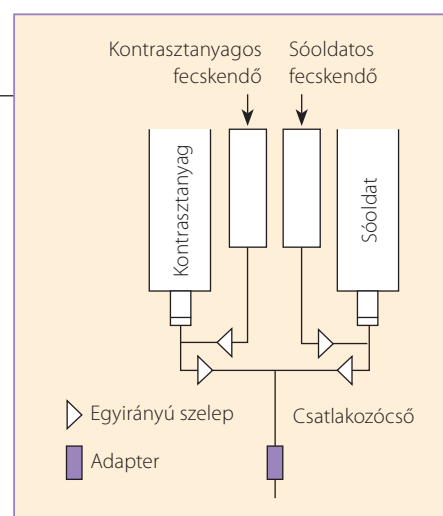 Kontrasztanyagos
fecskendő
Sóoldatos
fecskendő
Kontrasztanyag
Sóoldat
Egyirányú szelep
Csatlakozócső
Adapter